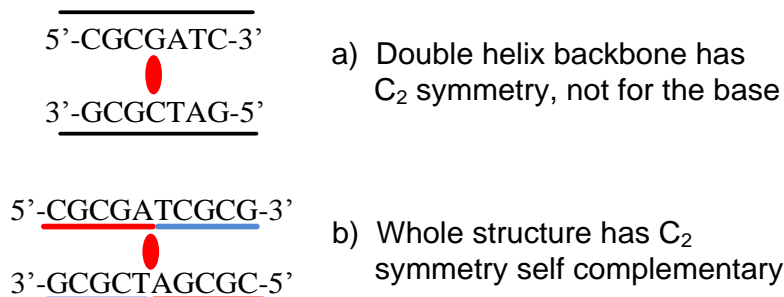 5’-CGCGATC-3’
3’-GCGCTAG-5’
a) Double helix backbone has
C₂ symmetry, not for the base
5’-CGCGATCGCG-3’
3’-GCGCTAGCGC-5’
b) Whole structure has C₂
symmetry self complementary